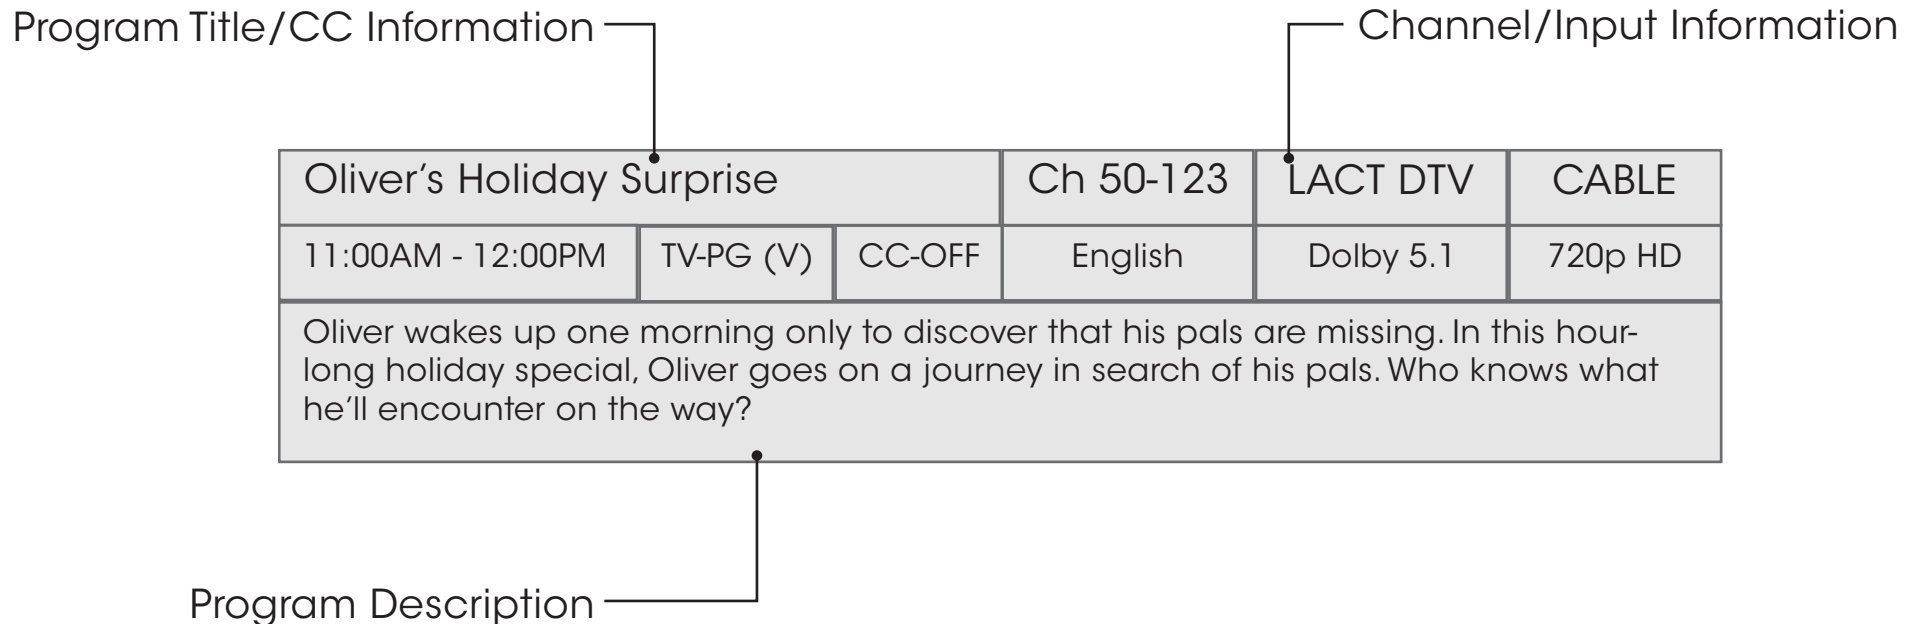 Program Title/CC Information
Channel/Input Information
Oliver's Holiday Surprise
Ch 50-123
LACT DTV
CABLE
11:00AM - 12:00PM
TV-PG (V)
CC-OFF
English
Dolby 5.1
720p HD
Oliver wakes up one morning only to discover that his pals are missing. In this hour-
long holiday special, Oliver goes on a journey in search of his pals. Who knows what
he'll encounter on the way?
Program Description